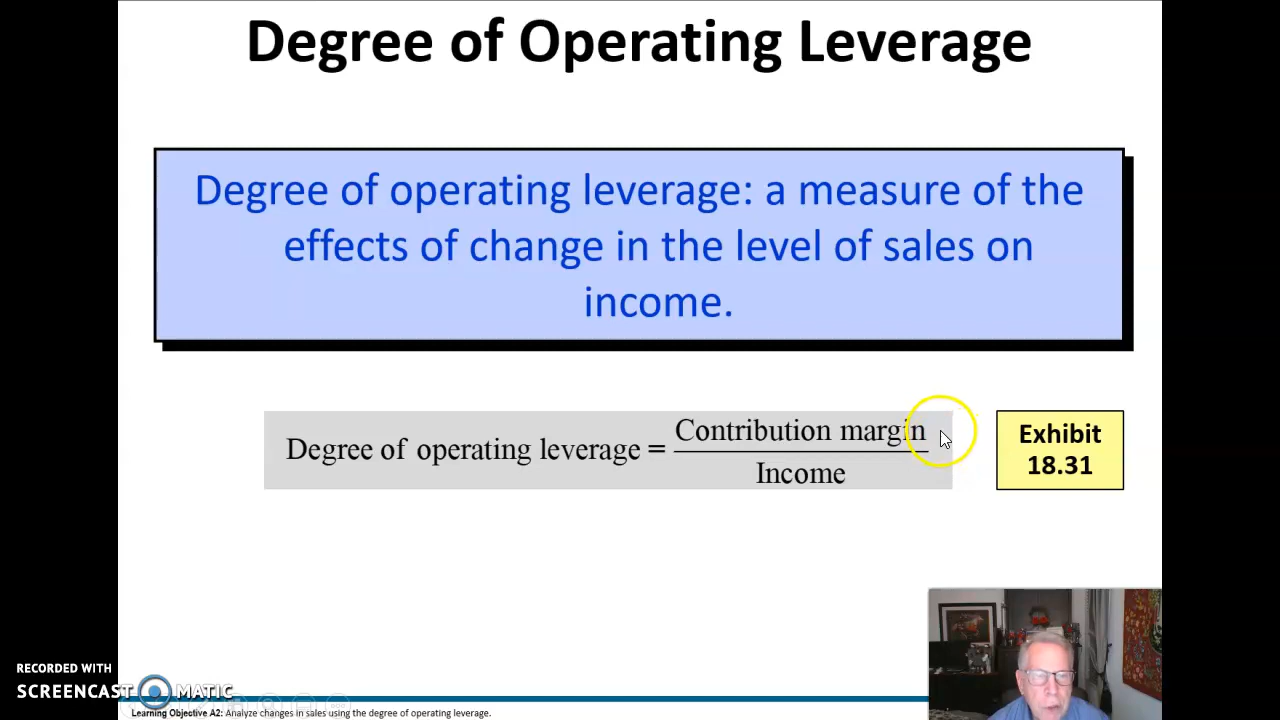 Degree of Operating Leverage
Degree of operating leverage: a measure of the
effects of change in the level of sales on
income.
Degree of operating leverage = Contribution margin
Income
Exhibit
18.31
RECORDED WITH
SCREENCAST MATIC
Learning Objective A2: Analyze changes in sales using the degree of operating leverage.